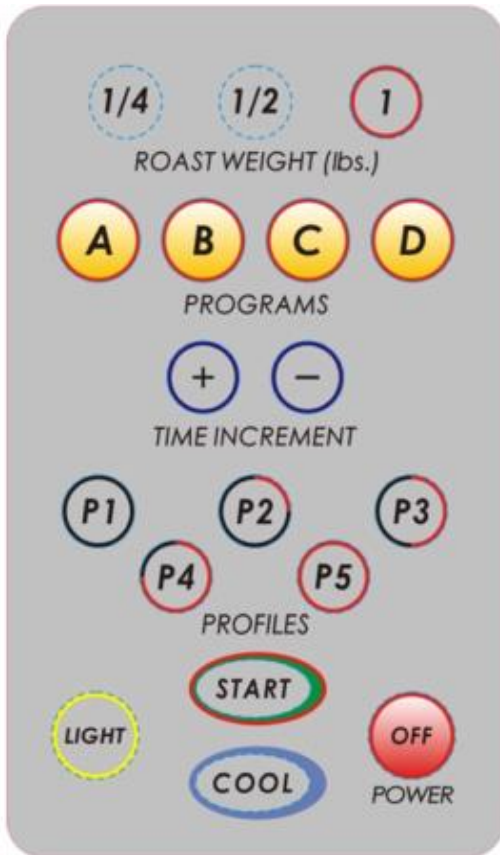 1/4 1/2 1
ROAST WEIGHT (lbs.)
A B C D
PROGRAMS
+ −
TIME INCREMENT
P1 P2 P3
P4 P5
PROFILES
START
LIGHT OFF
COOL
POWER